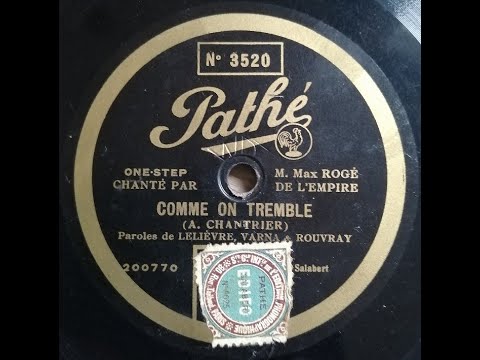 Nº 3520
Pathé
ONE-STEP
CHANTÉ PAR
M. Max ROGÉ
DE L'EMPIRE
COMME ON TREMBLE
(A. CHANTRIER)
Paroles de LELIÈVRE, VARNA & ROUVRAY
200770
Salabert
PATHÉ